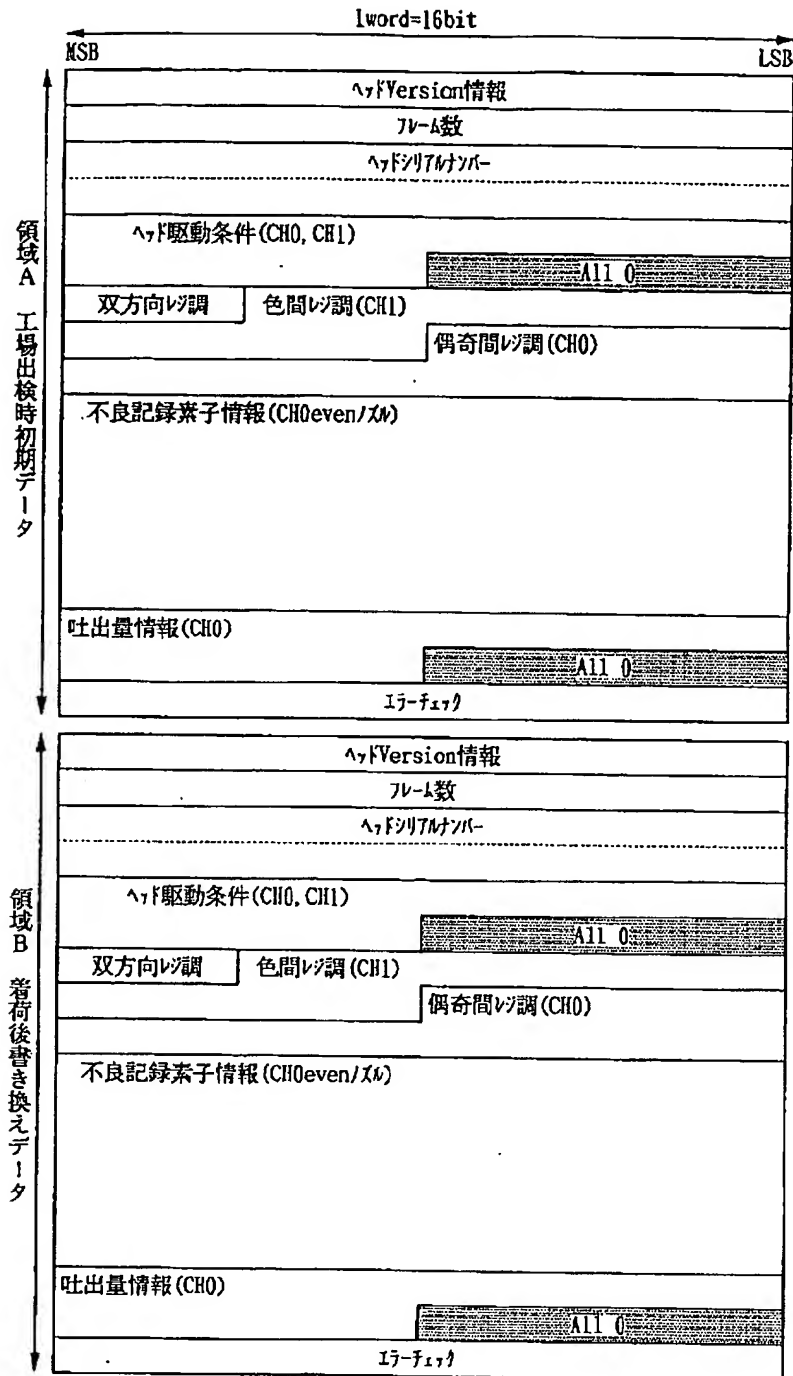 1word=16bit
MSB LSB
領域A 工場出検時初期データ
ヘッドVersion情報
フレーム数
ヘッドシリアルナンバー
ヘッド駆動条件(CH0, CH1)
All 0
双方向レジ調 色間レジ調(CH1)
偶奇間レジ調(CH0)
不良記録素子情報(CH0evenノズル)
吐出量情報(CH0)
All 0
エラーチェック
領域B 着荷後書き換えデータ
ヘッドVersion情報
フレーム数
ヘッドシリアルナンバー
ヘッド駆動条件(CH0, CH1)
All 0
双方向レジ調 色間レジ調(CH1)
偶奇間レジ調(CH0)
不良記録素子情報(CH0evenノズル)
吐出量情報(CH0)
All 0
エラーチェック